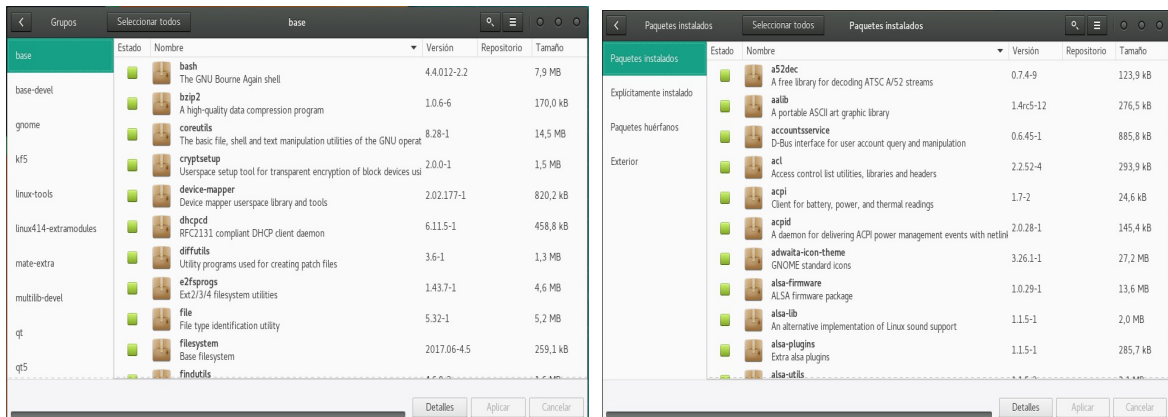 Grupos Seleccionar todos base
base
base-devel
gnome
kf5
linux-tools
linux414-extramodules
mate-extra
multilib-devel
qt
qt5
Estado Nombre Versión Repositorio Tamaño
bash 4.4.012-2.2 7,9 MB
The GNU Bourne Again shell
bzip2 1.0.6-6 170,0 kB
A high-quality data compression program
coreutils 8.28-1 14,5 MB
The basic file, shell and text manipulation utilities of the GNU operat
cryptsetup 2.0.0-1 1,5 MB
Userspace setup tool for transparent encryption of block devices usi
device-mapper 2.02.177-1 820,2 kB
Device mapper userspace library and tools
dhcpcd 6.11.5-1 458,8 kB
RFC2131 compliant DHCP client daemon
diffutils 3.6-1 1,3 MB
Utility programs used for creating patch files
e2fsprogs 1.43.7-1 4,6 MB
Ext2/3/4 filesystem utilities
file 5.32-1 5,2 MB
File type identification utility
filesystem 2017.06-4.5 259,1 kB
Base filesystem
findutils
Detalles Aplicar Cancelar
Paquetes instalados Seleccionar todos Paquetes instalados
Paquetes instalados
Explícitamente instalado
Paquetes huérfanos
Exterior
Estado Nombre Versión Repositorio Tamaño
a52dec 0.7.4-9 123,9 kB
A free library for decoding ATSC A/52 streams
aalib 1.4rc5-12 276,5 kB
A portable ASCII art graphic library
accountsservice 0.6.45-1 885,8 kB
D-Bus interface for user account query and manipulation
acl 2.2.52-4 293,9 kB
Access control list utilities, libraries and headers
acpi 1.7-2 24,6 kB
Client for battery, power, and thermal readings
acpid 2.0.28-1 145,4 kB
A daemon for delivering ACPI power management events with netlink
adwaita-icon-theme 3.26.1-1 27,2 MB
GNOME standard icons
alsa-firmware 1.0.29-1 13,6 MB
ALSA firmware package
alsa-lib 1.1.5-1 2,0 MB
An alternative implementation of Linux sound support
alsa-plugins 1.1.5-1 285,7 kB
Extra alsa plugins
alsa-utils
Detalles Aplicar Cancelar